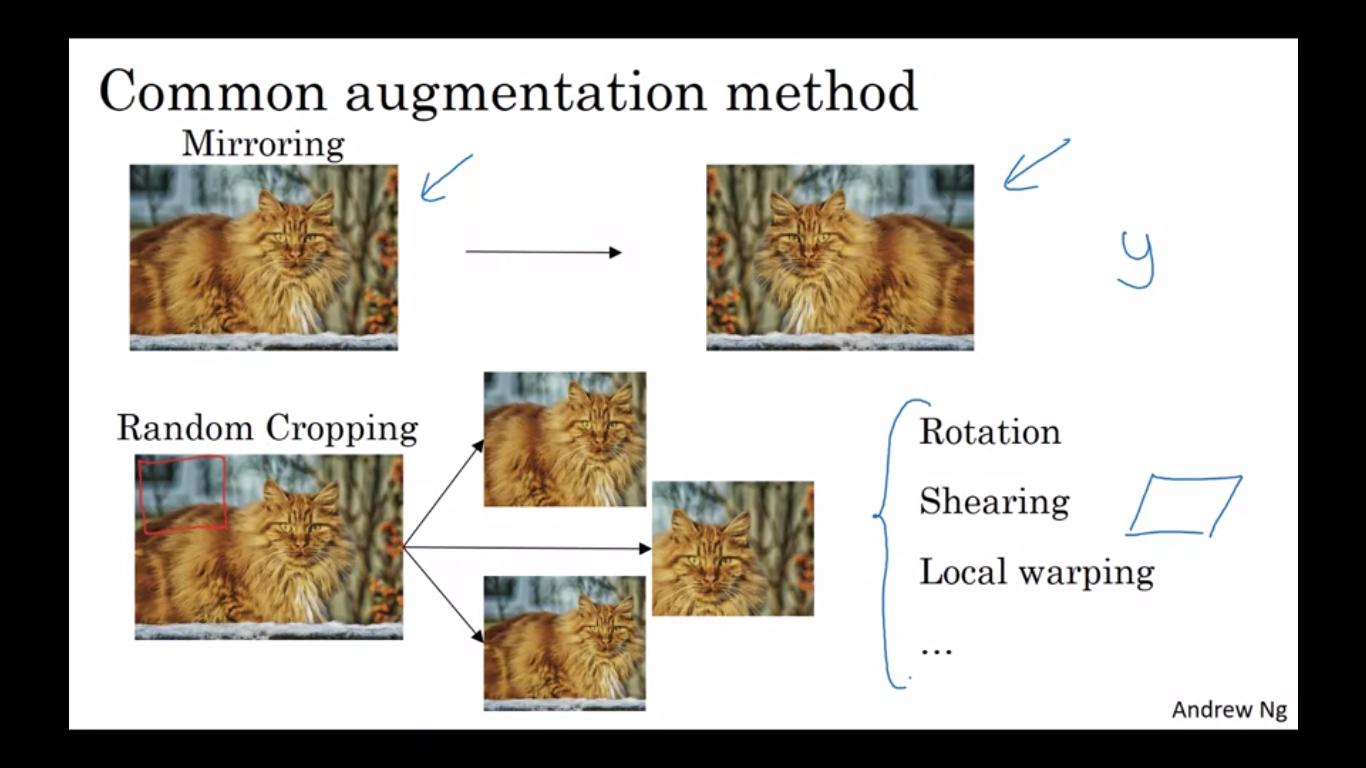 Common augmentation method
Mirroring
y
Random Cropping
Rotation
Shearing
Local warping
...
Andrew Ng